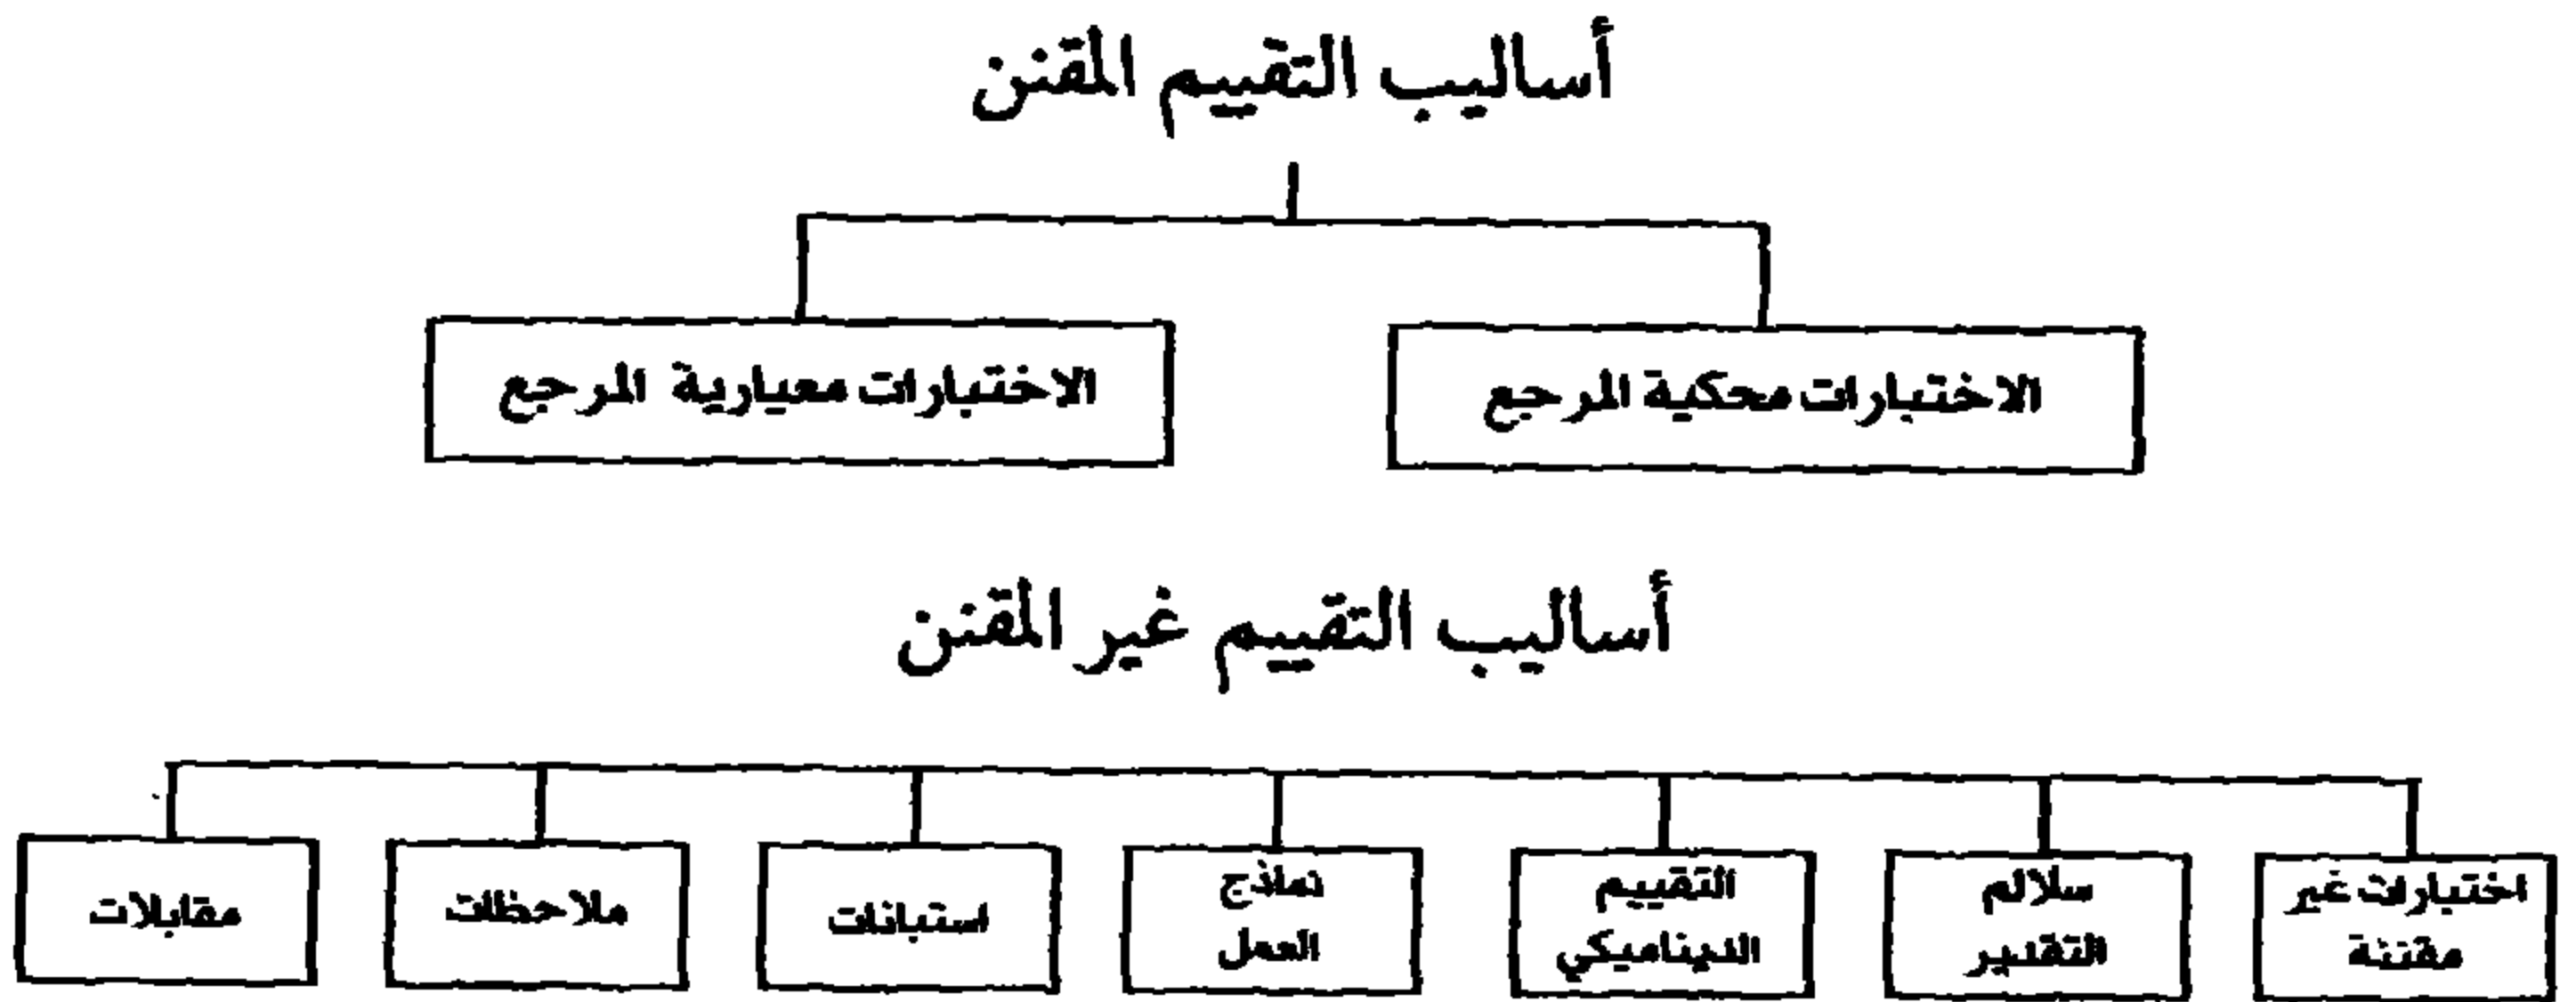 أساليب التقييم المقنن
الاختبارات محكية المرجع
الاختبارات معيارية المرجع
أساليب التقييم غير المقنن
اختبارات غير
مقننة
سلالم
التقدير
التقييم
الديناميكي
نماذج
العمل
استبانات
ملاحظات
مقابلات